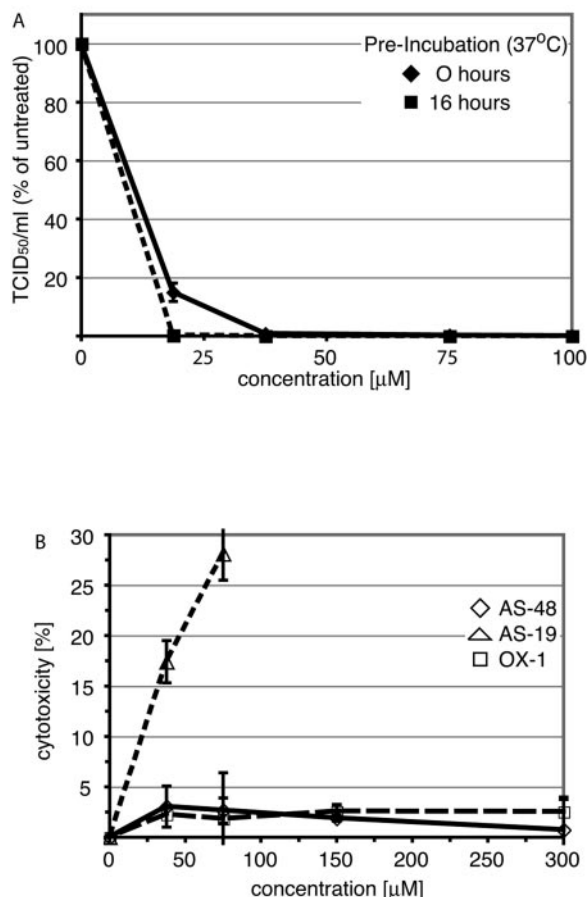 A
100
80
60
40
20
TCID50/ml (% of untreated)
Pre-Incubation (37OC)
O hours
16 hours
0
25
50
75
100
concentration [µM]
B
30
25
20
15
10
5
0
cytotoxicity [%]
AS-48
AS-19
OX-1
0
50
100
150
200
250
300
concentration [µM]